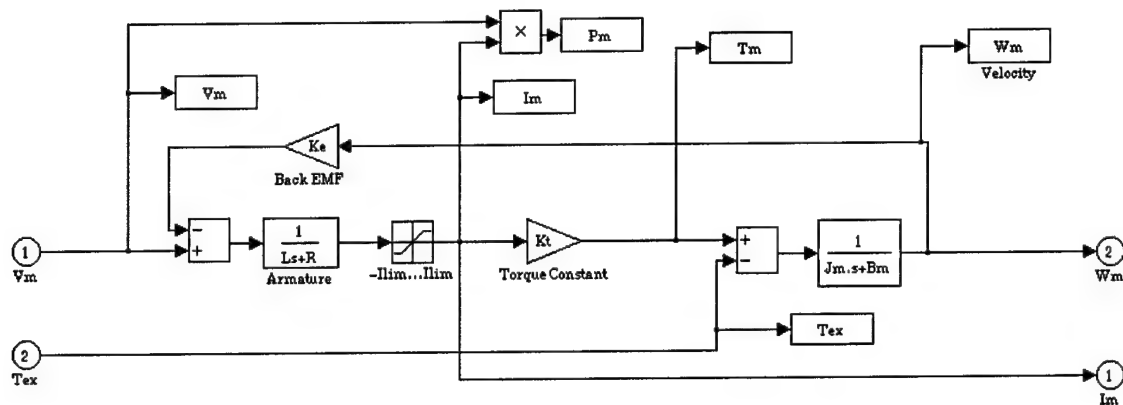 ×
Pm
Tm
Wm
Velocity
Vm
Im
Ke
Back EMF
−
+
1
Ls+R
Armature
-Ilim...Ilim
Kt
Torque Constant
+
−
1
Jm.s+Bm
1
Vm
2
Wm
Tex
2
Tex
1
Im